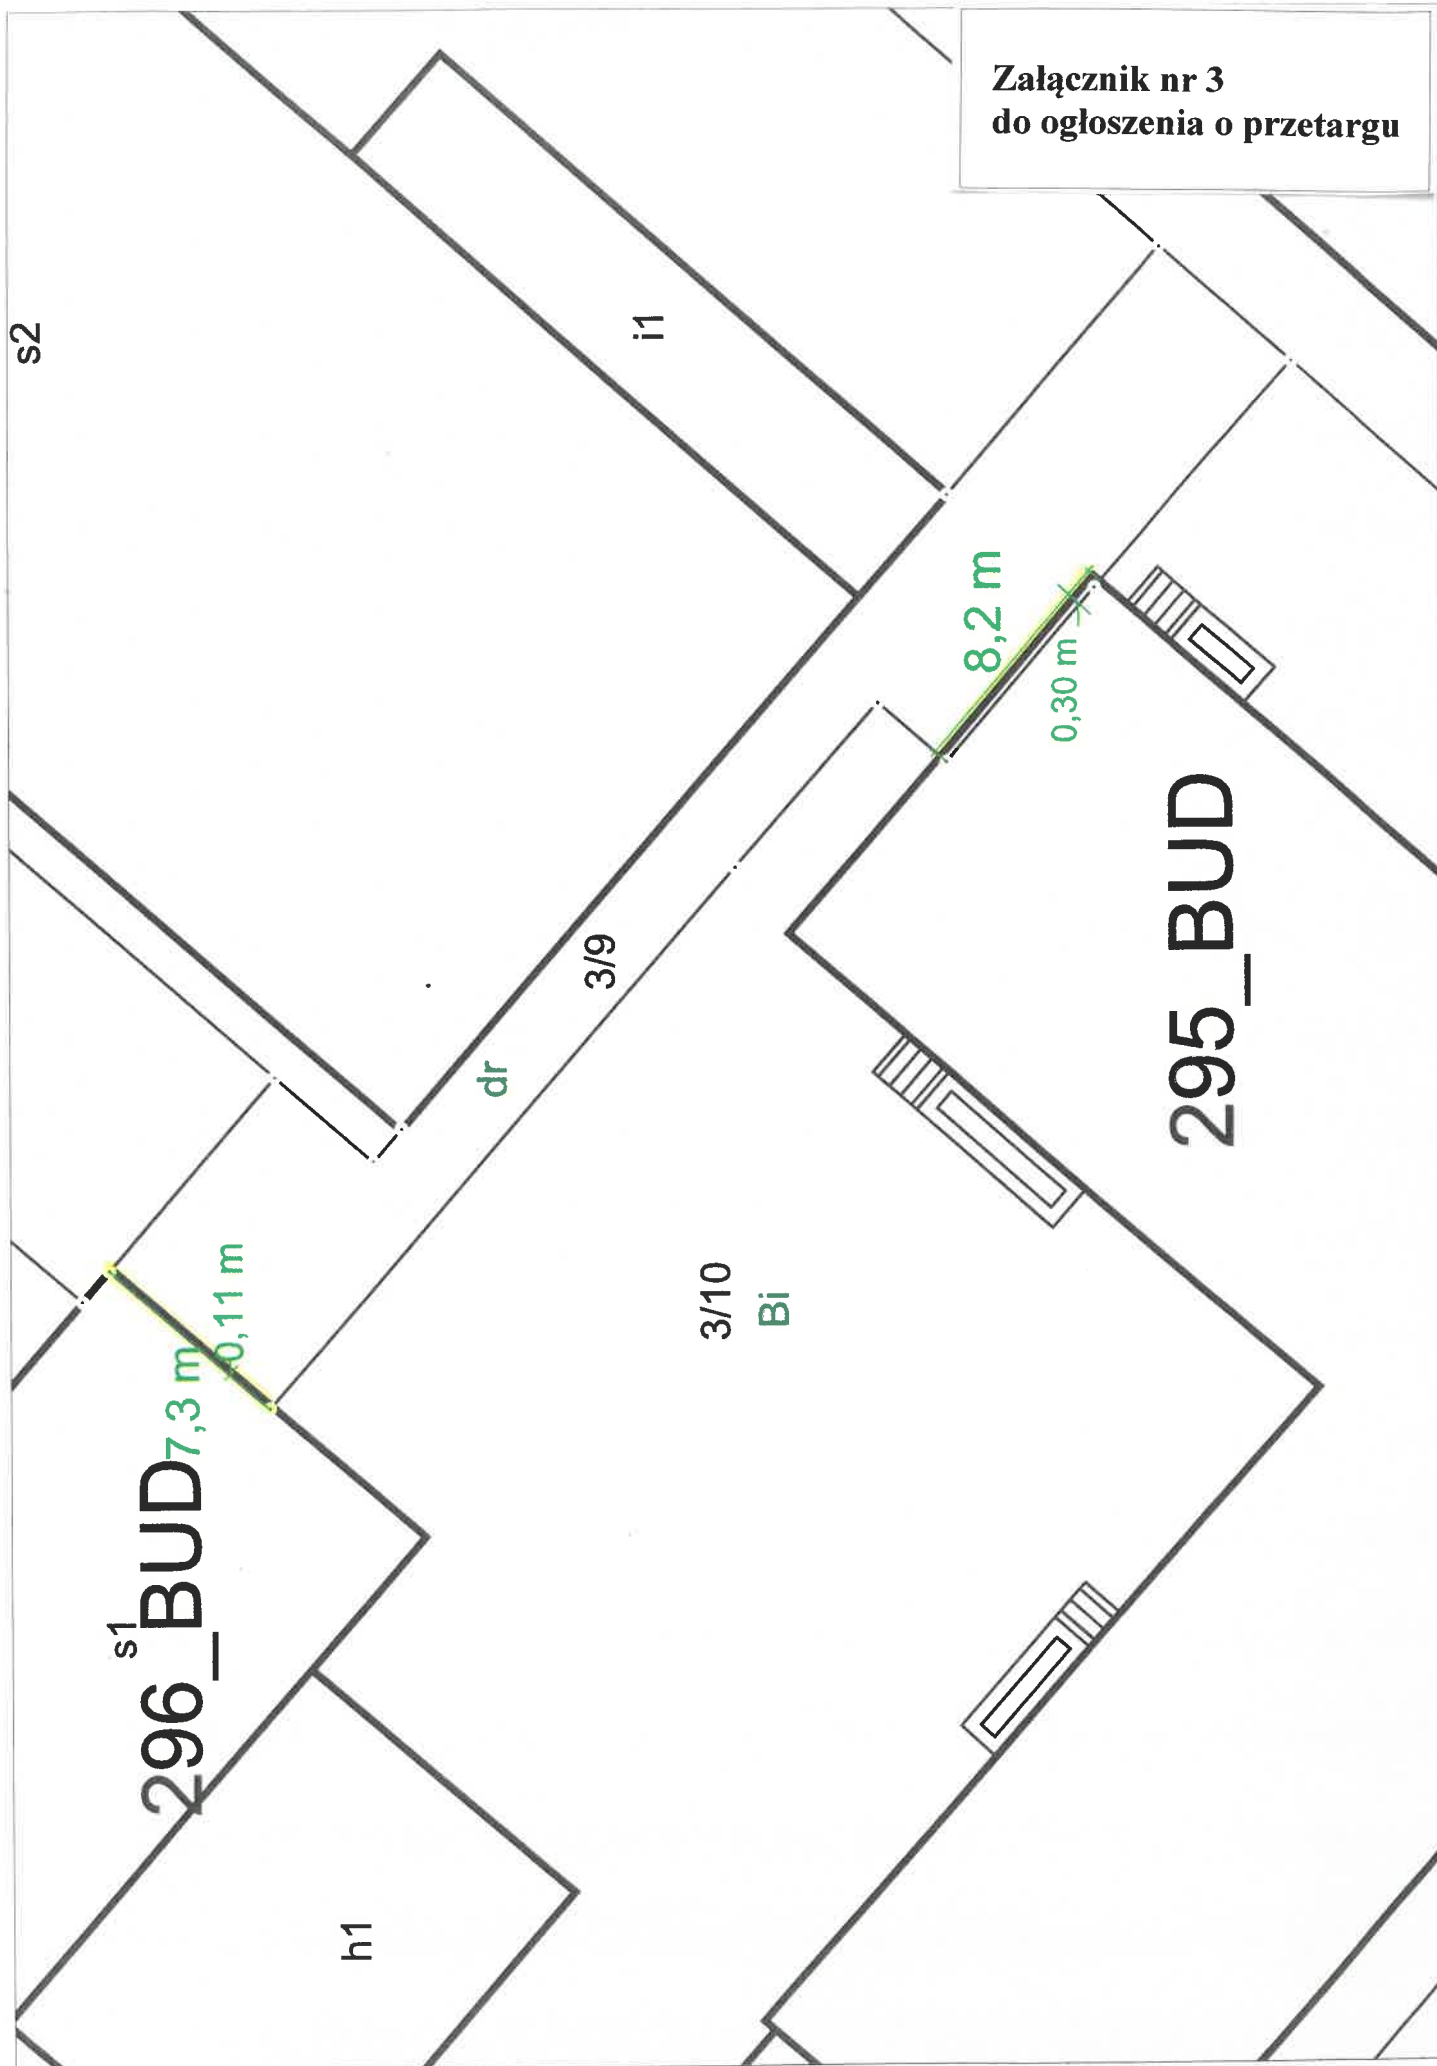 Załącznik nr 3
do ogłoszenia o przetargu
s2
i1
8,2 m
0,30 m
295_BUD
3/9
dr
3/10
Bi
0,11 m
7,3 m
296_BUD
s1
h1